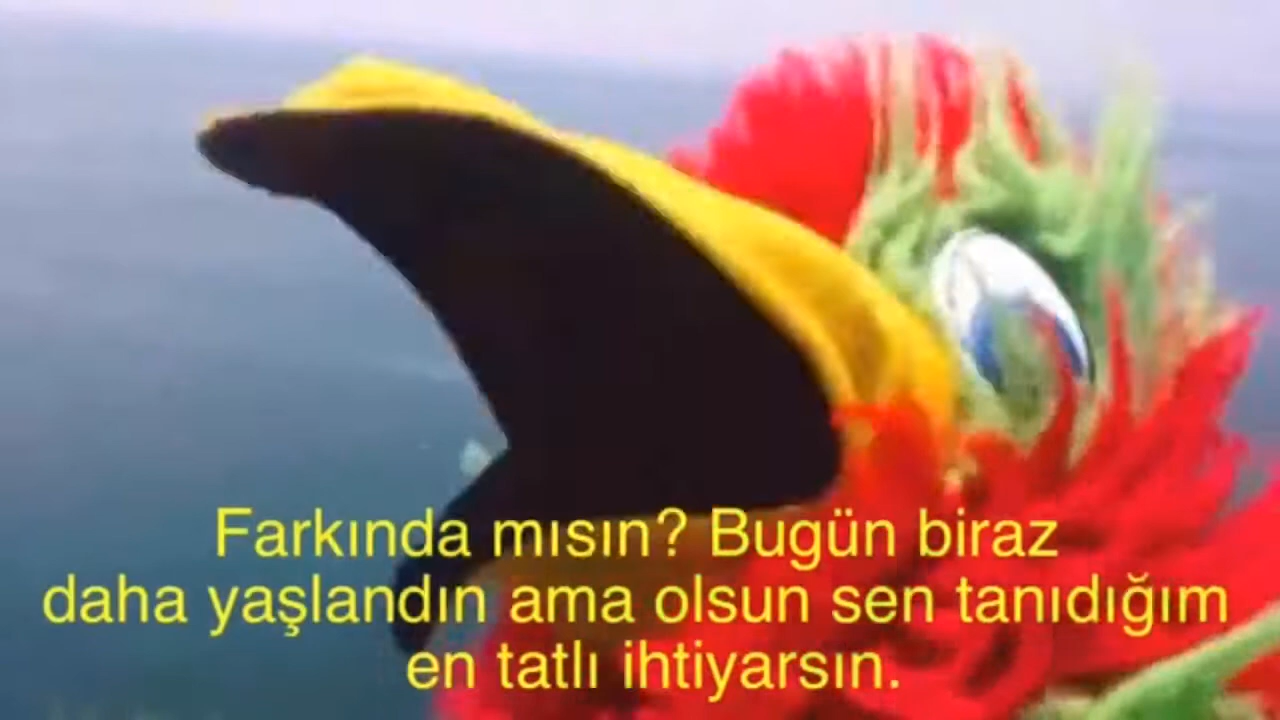 Farkında mısın? Bugün biraz
daha yaşlandın ama olsun sen tanıdığım
en tatlı ihtiyarsın.